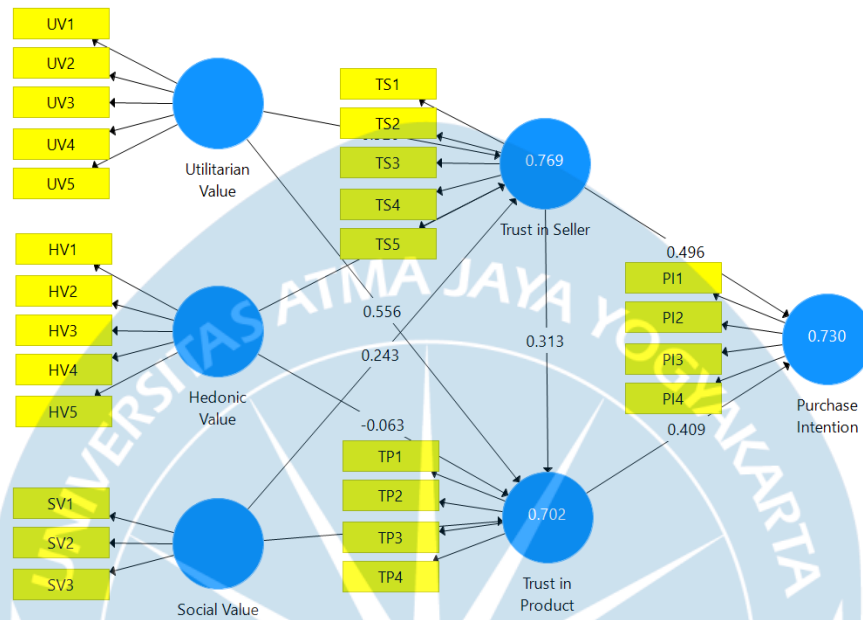 UV1
UV2
UV3
UV4
UV5
Utilitarian
Value
HV1
HV2
HV3
HV4
HV5
Hedonic
Value
SV1
SV2
SV3
Social Value
TS1
TS2
TS3
TS4
TS5
0.769
Trust in Seller
0.556
0.243
-0.063
0.313
TP1
TP2
TP3
TP4
0.702
Trust in
Product
0.496
PI1
PI2
PI3
PI4
0.409
0.730
Purchase
Intention
UNIVERSITAS ATMA JAYA YOGYAKARTA